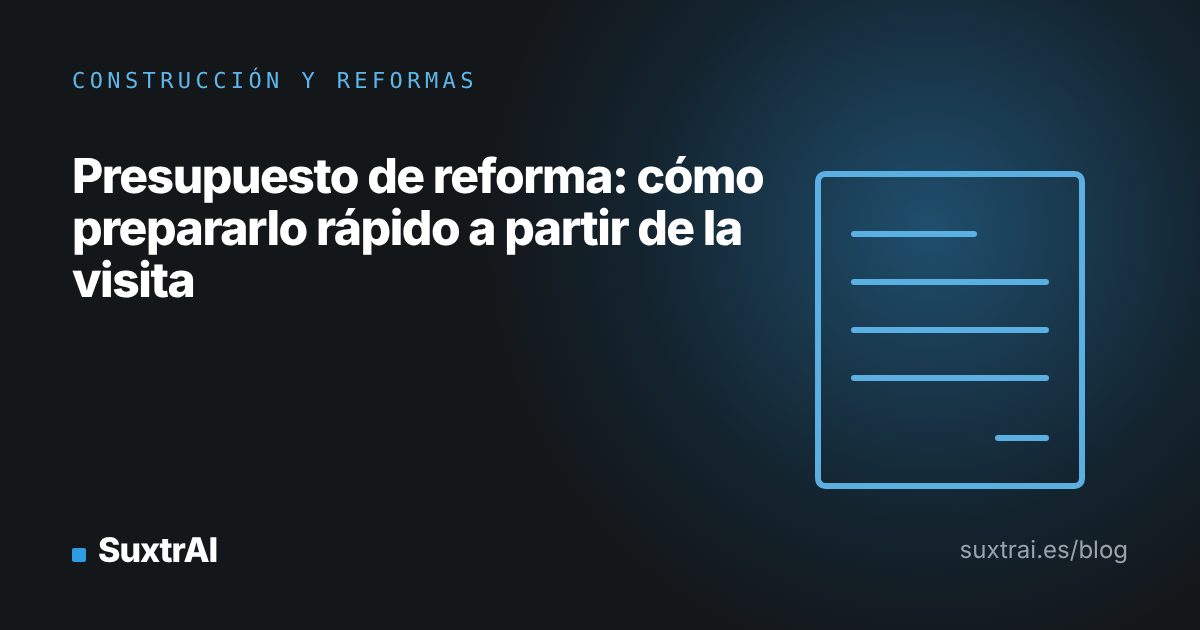 CONSTRUCCIÓN Y REFORMAS
Presupuesto de reforma: cómo
prepararlo rápido a partir de la
visita
SuxtrAI
suxtrai.es/blog